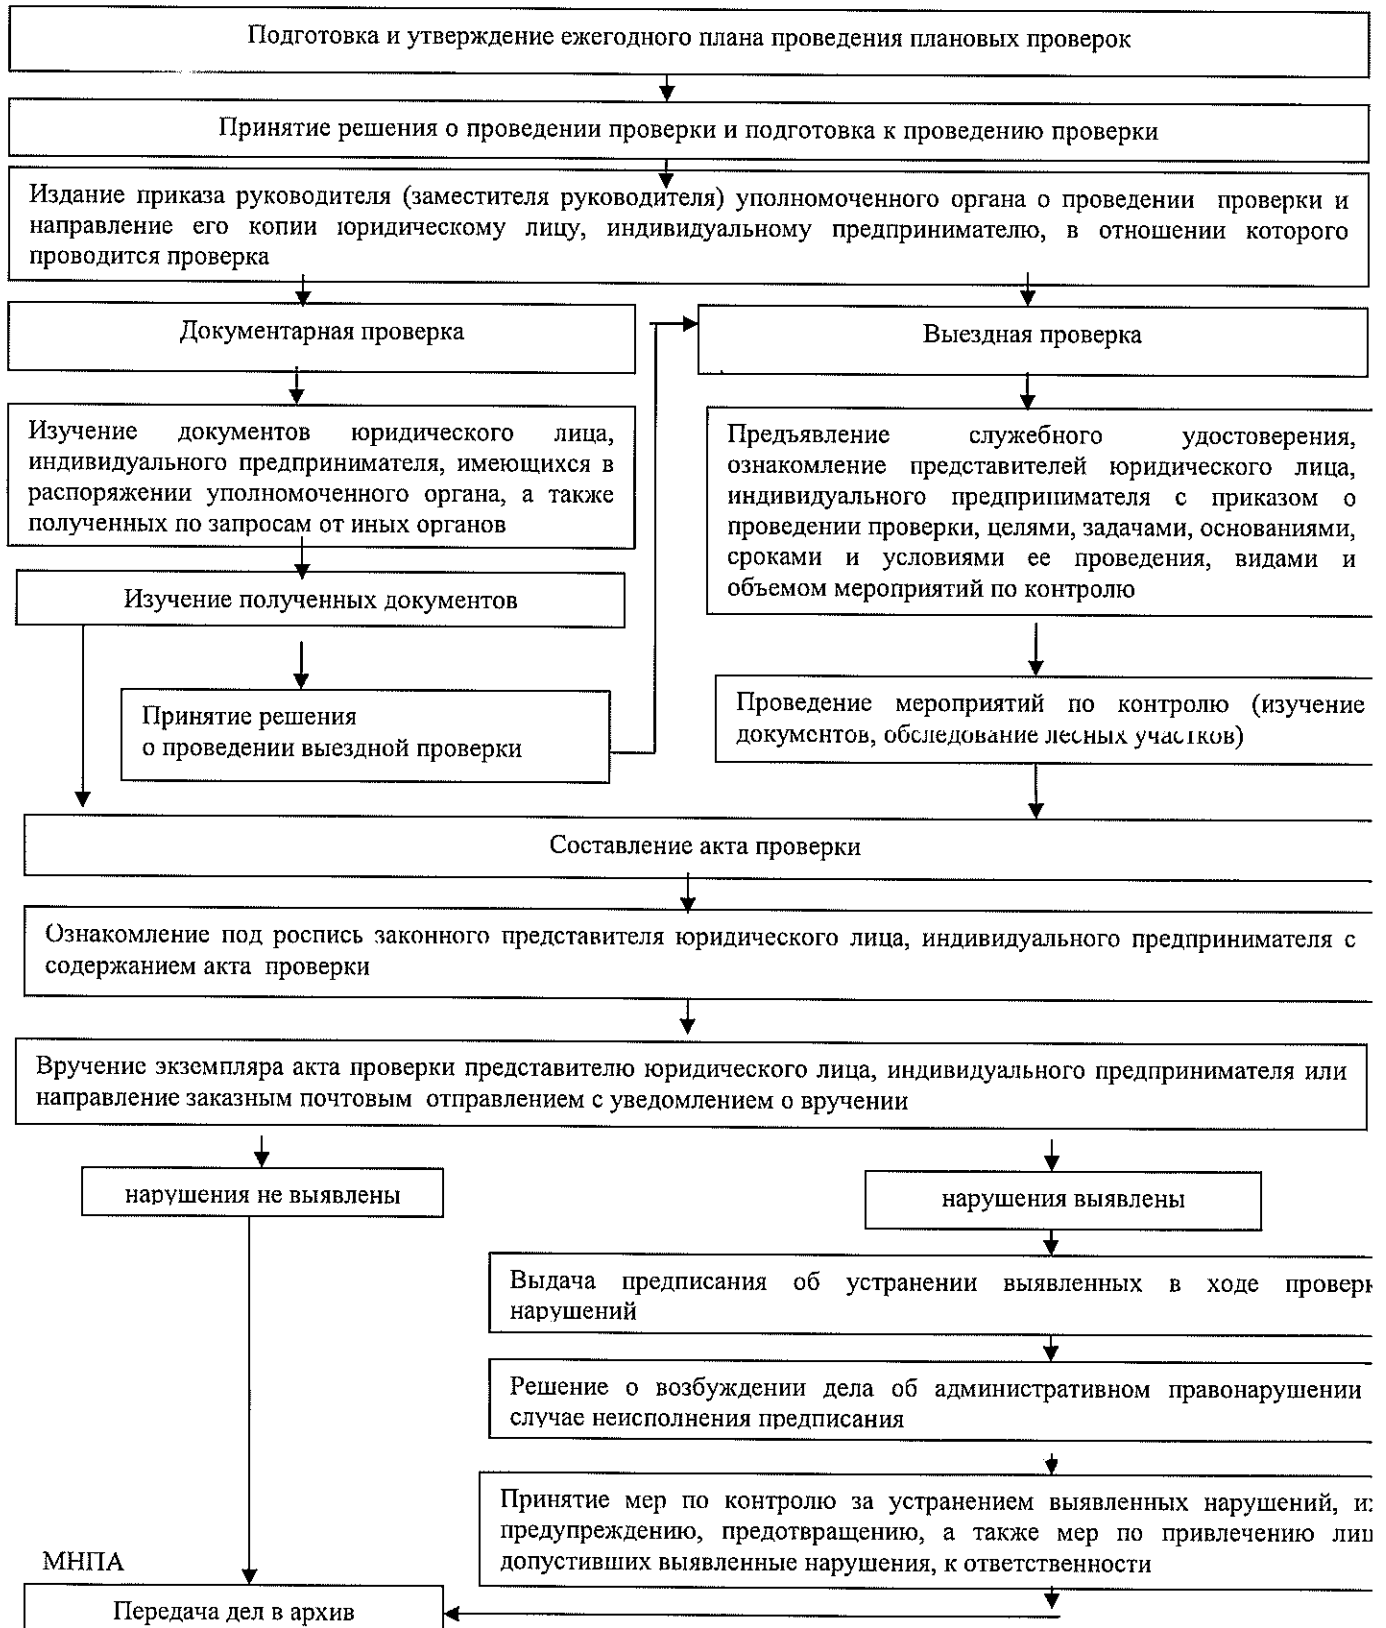 Подготовка и утверждение ежегодного плана проведения плановых проверок
Принятие решения о проведении проверки и подготовка к проведению проверки
Издание приказа руководителя (заместителя руководителя) уполномоченного органа о проведении проверки и
направление его копии юридическому лицу, индивидуальному предпринимателю, в отношении которого
проводится проверка
Документарная проверка
Выездная проверка
Изучение документов юридического лица,
индивидуального предпринимателя, имеющихся в
распоряжении уполномоченного органа, а также
полученных по запросам от иных органов
Предъявление служебного удостоверения,
ознакомление представителей юридического лица,
индивидуального предпринимателя с приказом о
проведении проверки, целями, задачами, основаниями,
сроками и условиями ее проведения, видами и
объемом мероприятий по контролю
Изучение полученных документов
Принятие решения
о проведении выездной проверки
Проведение мероприятий по контролю (изучение
документов, обследование лесных участков)
Составление акта проверки
Ознакомление под роспись законного представителя юридического лица, индивидуального предпринимателя с
содержанием акта проверки
Вручение экземпляра акта проверки представителю юридического лица, индивидуального предпринимателя или
направление заказным почтовым отправлением с уведомлением о вручении
нарушения не выявлены
нарушения выявлены
Выдача предписания об устранении выявленных в ходе проверк
нарушений
Решение о возбуждении дела об административном правонарушении
случае неисполнения предписания
Принятие мер по контролю за устранением выявленных нарушений, их
предупреждению, предотвращению, а также мер по привлечению лиц
допустивших выявленные нарушения, к ответственности
МНПА
Передача дел в архив